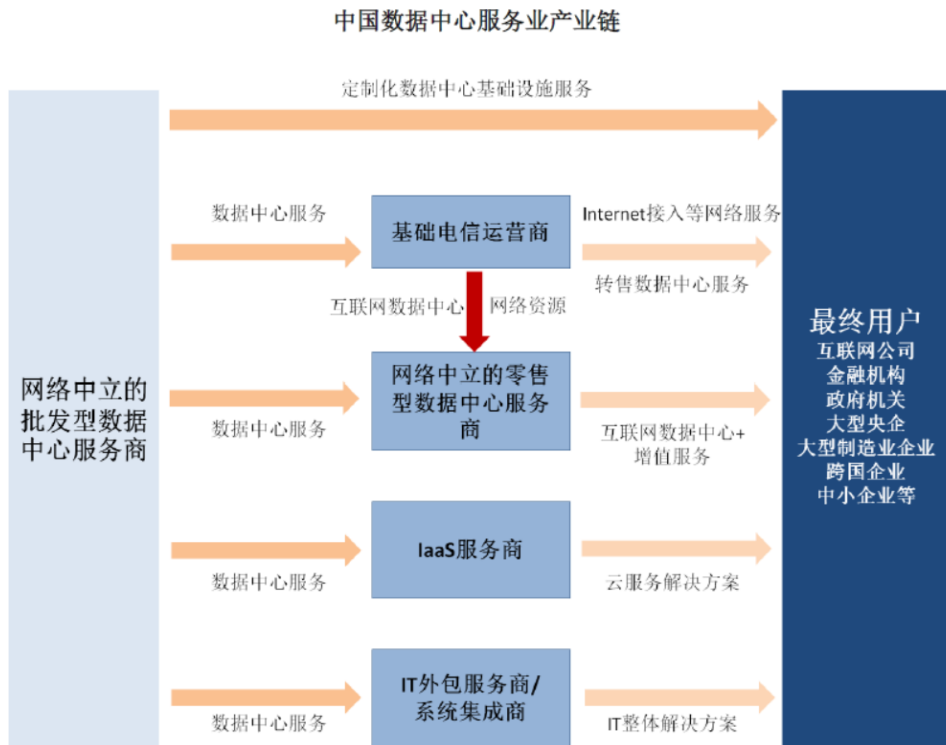 中国数据中心服务业产业链
定制化数据中心基础设施服务
网络中立的
批发型数据
中心服务商
数据中心服务
基础电信运营商
Internet接入等网络服务
转售数据中心服务
互联网数据中心
网络资源
数据中心服务
网络中立的零售
型数据中心服务
商
互联网数据中心+
增值服务
数据中心服务
IaaS服务商
云服务解决方案
数据中心服务
IT外包服务商/
系统集成商
IT整体解决方案
最终用户
互联网公司
金融机构
政府机关
大型央企
大型制造业企业
跨国企业
中小企业等